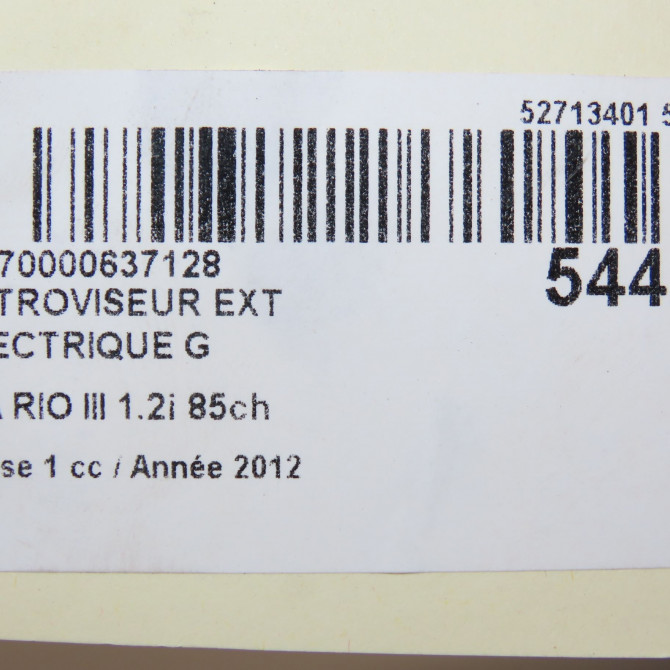 52713401 5
70000637128
544
TROVISEUR EXT
ECTRIQUE G
RIO III 1.2i 85ch
se 1 cc / Année 2012